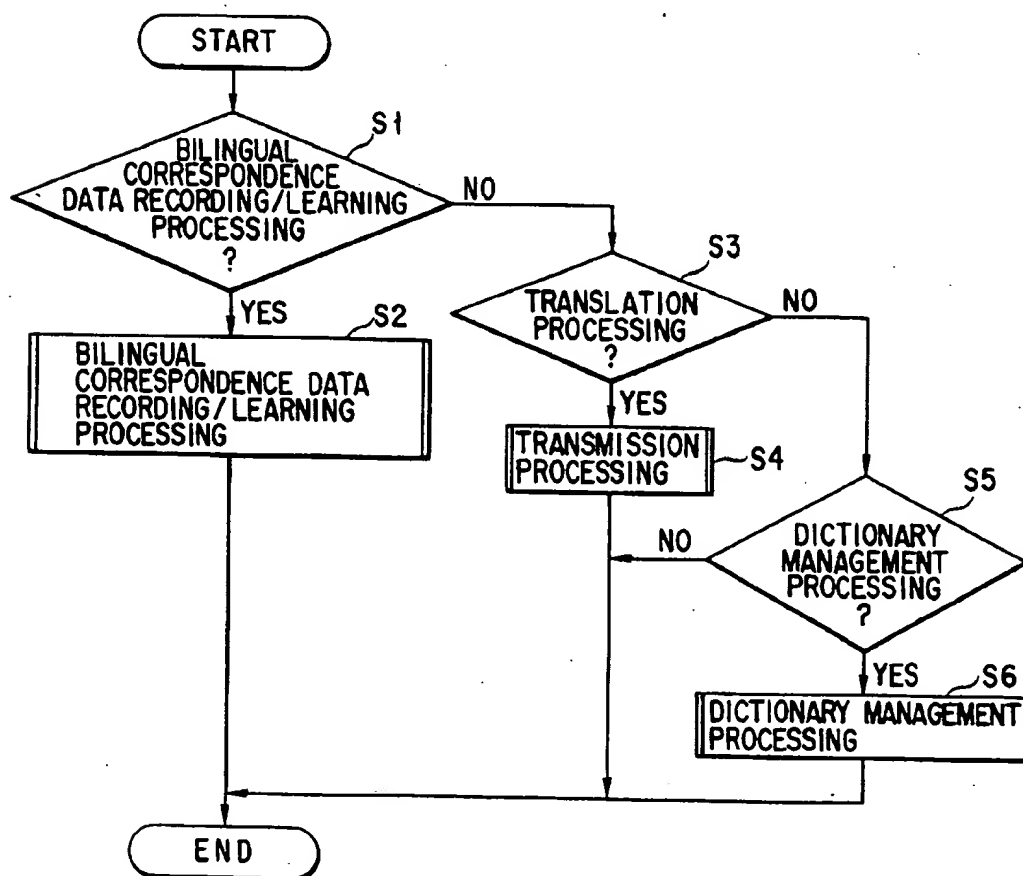 START
S1
BILINGUAL
CORRESPONDENCE
DATA RECORDING/LEARNING
PROCESSING
?
NO
YES
S2
BILINGUAL
CORRESPONDENCE DATA
RECORDING/LEARNING
PROCESSING
S3
TRANSLATION
PROCESSING
?
NO
YES
TRANSMISSION
PROCESSING
S4
S5
DICTIONARY
MANAGEMENT
PROCESSING
?
NO
YES
S6
DICTIONARY MANAGEMENT
PROCESSING
END